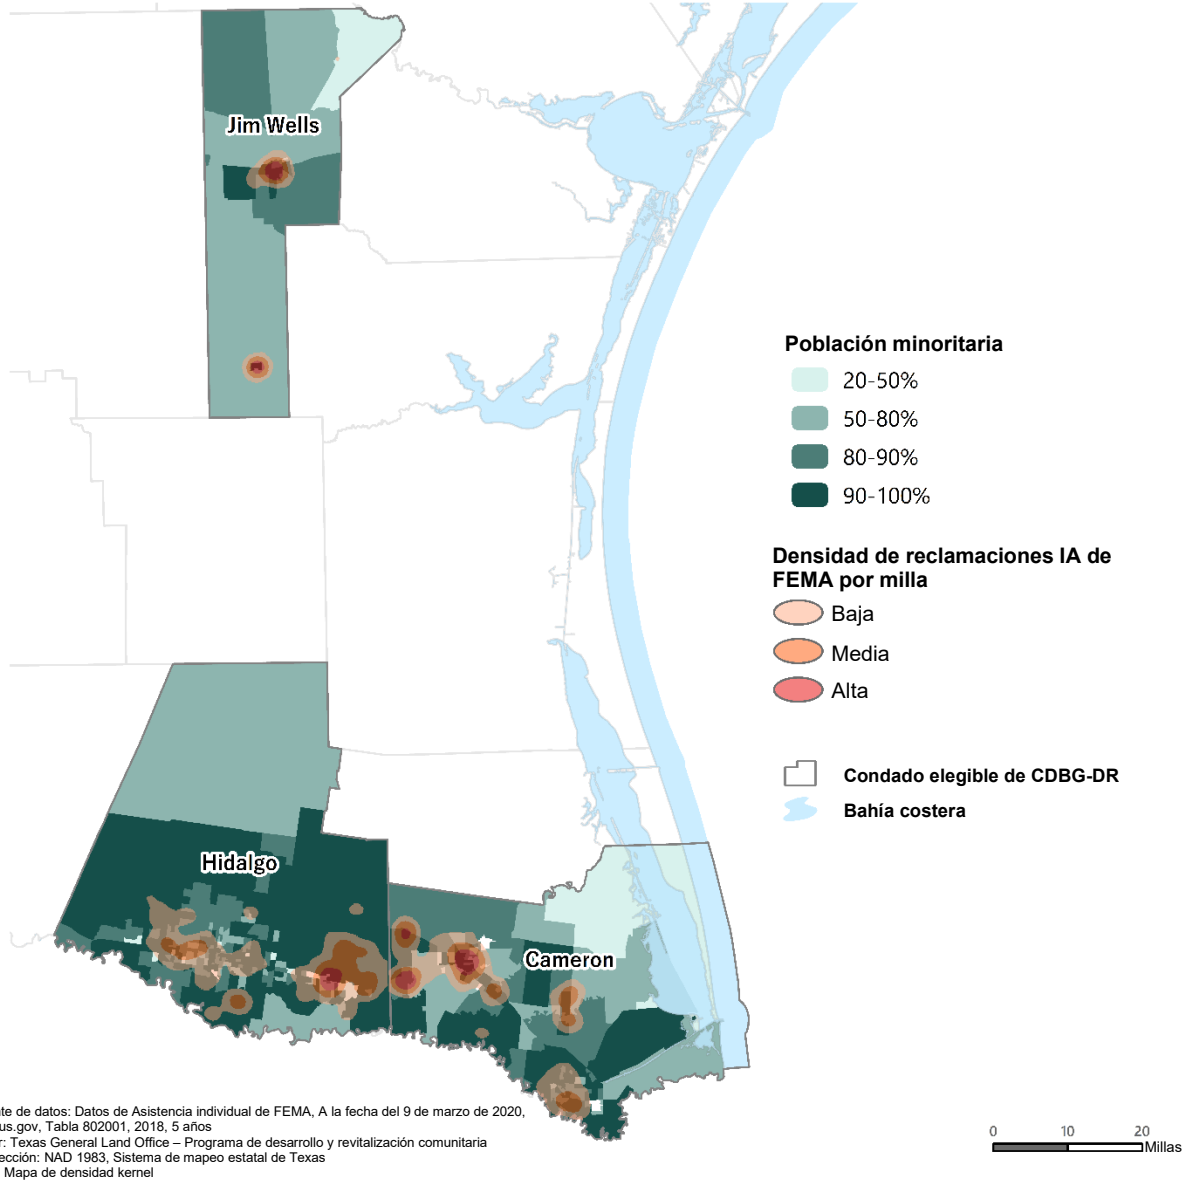 Jim Wells
Población minoritaria
20-50%
50-80%
80-90%
90-100%
Densidad de reclamaciones IA de
FEMA por milla
Baja
Media
Alta
Condado elegible de CDBG-DR
Bahía costera
Hidalgo
Cameron
de datos: Datos de Asistencia individual de FEMA, A la fecha del 9 de marzo de 2020,
Tabla 802001, 2018, 5 años
Texas General Land Office – Programa de desarrollo y revitalización comunitaria
NAD 1983, Sistema de mapeo estatal de Texas
Mapa de densidad kernel
0 10 20
Millas